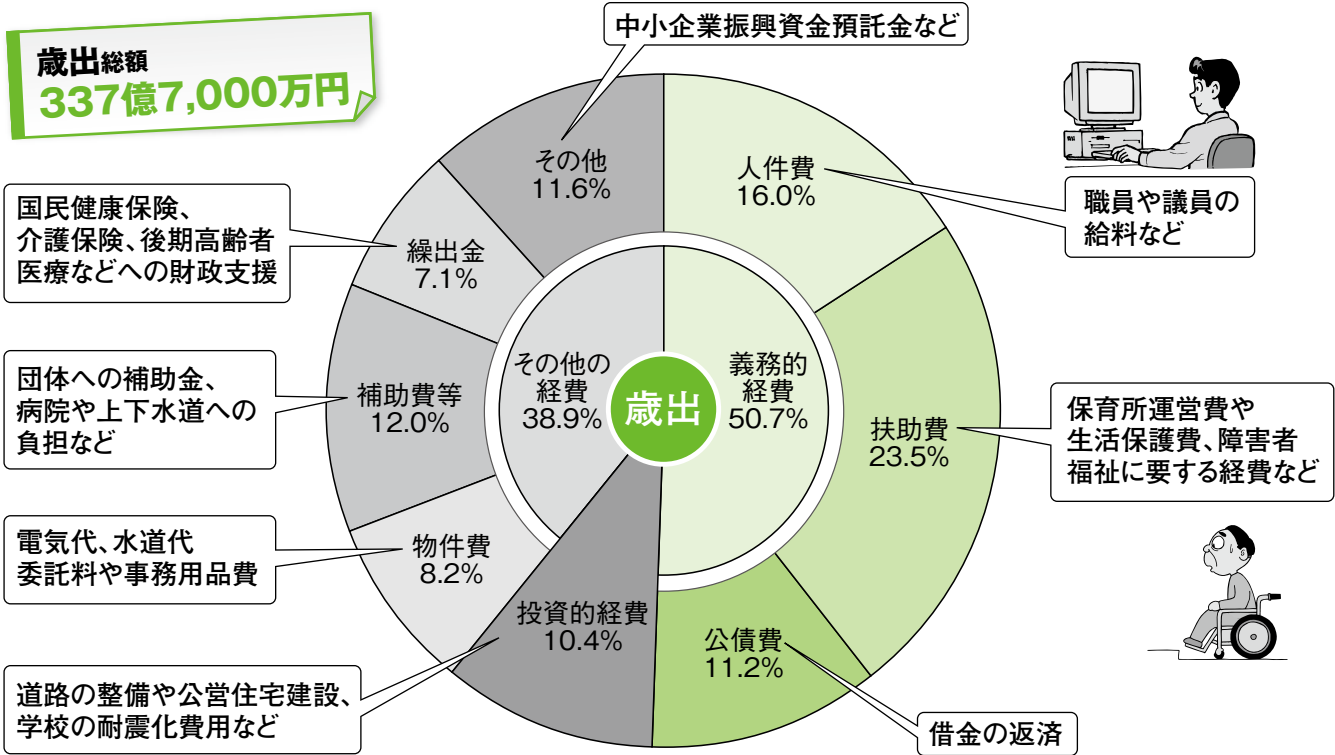 歳出総額
337億7,000万円
中小企業振興資金預託金など
その他
11.6%
人件費
16.0%
職員や議員の
給料など
国民健康保険、
介護保険、後期高齢者
医療などへの財政支援
繰出金
7.1%
団体への補助金、
病院や上下水道への
負担など
補助費等
12.0%
その他の
経費
38.9%
歳出
義務的
経費
50.7%
扶助費
23.5%
保育所運営費や
生活保護費、障害者
福祉に要する経費など
電気代、水道代
委託料や事務用品費
物件費
8.2%
投資的経費
10.4%
公債費
11.2%
道路の整備や公営住宅建設、
学校の耐震化費用など
借金の返済